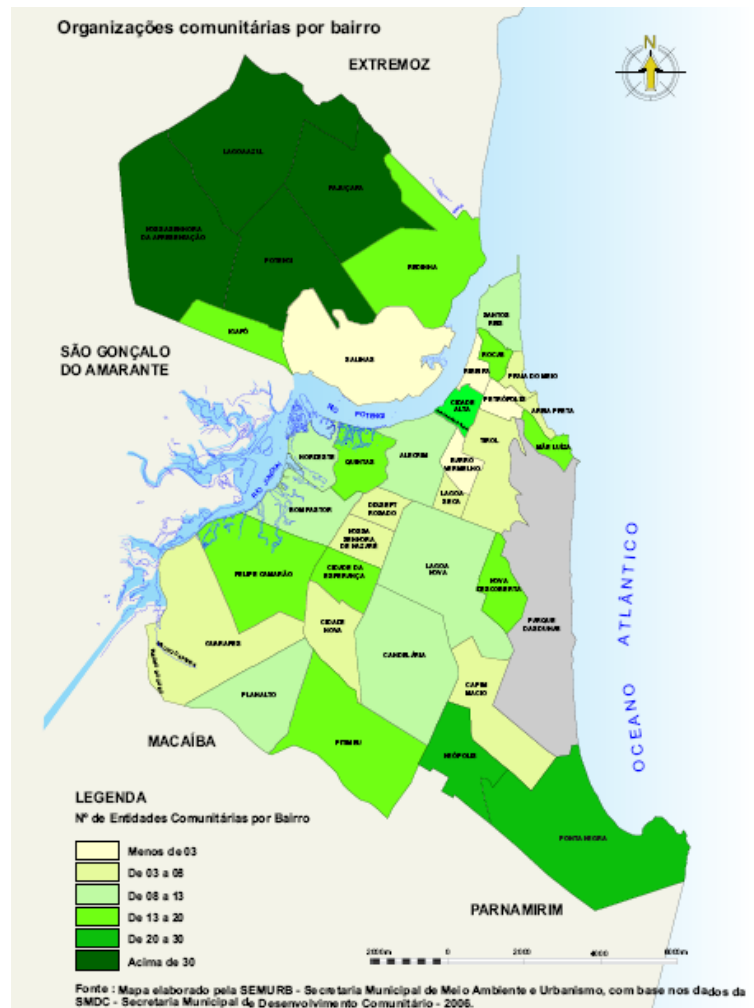 Organizações comunitárias por bairro
EXTREMOZ
N
LAGOA AZUL
PAJUÇARA
NOSSA SENHORA
DA APRESENTAÇÃO
POTENGI
REDINHA
IGAPÓ
SANTOS
REIS
SÃO GONÇALO
DO AMARANTE
SALINAS
ROCAS
RIBEIRA
PRAIA DO MEIO
PETRÓPOLIS
AREIA PRETA
CIDADE
ALTA
RIO POTENGI
MÃE LUIZA
TIROL
NORDESTE
QUINTAS
ALECRIM
BARRO
VERMELHO
RIO JUNDIAÍ
LAGOA
SECA
BOM PASTOR
DIX-SEPT
ROSADO
NOSSA
SENHORA
DE NAZARÉ
LAGOA
NOVA
FELIPE CAMARÃO
CIDADE DA
ESPERANÇA
NOVA
DESCOBERTA
OCEANO ATLÂNTICO
PARQUE
DAS DUNAS
CIDADE
NOVA
GUARAPES
CANDELÁRIA
CAPIM
MACIO
PLANALTO
MACAÍBA
PITIMBU
NEÓPOLIS
PONTA NEGRA
LEGENDA
Nº de Entidades Comunitárias por Bairro
Menos de 03
De 03 a 08
De 08 a 13
De 13 a 20
De 20 a 30
Acima de 30
PARNAMIRIM
2000m 0 2000 4000 6000m
Fonte : Mapa elaborado pela SEMURB - Secretaria Municipal de Meio Ambiente e Urbanismo, com base nos dados da
SMDC - Secretaria Municipal de Desenvolvimento Comunitário - 2006.